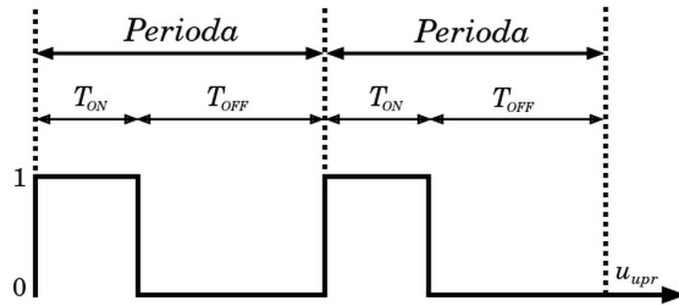 Perioda Perioda
T_ON T_OFF T_ON T_OFF
1
0
u_upr